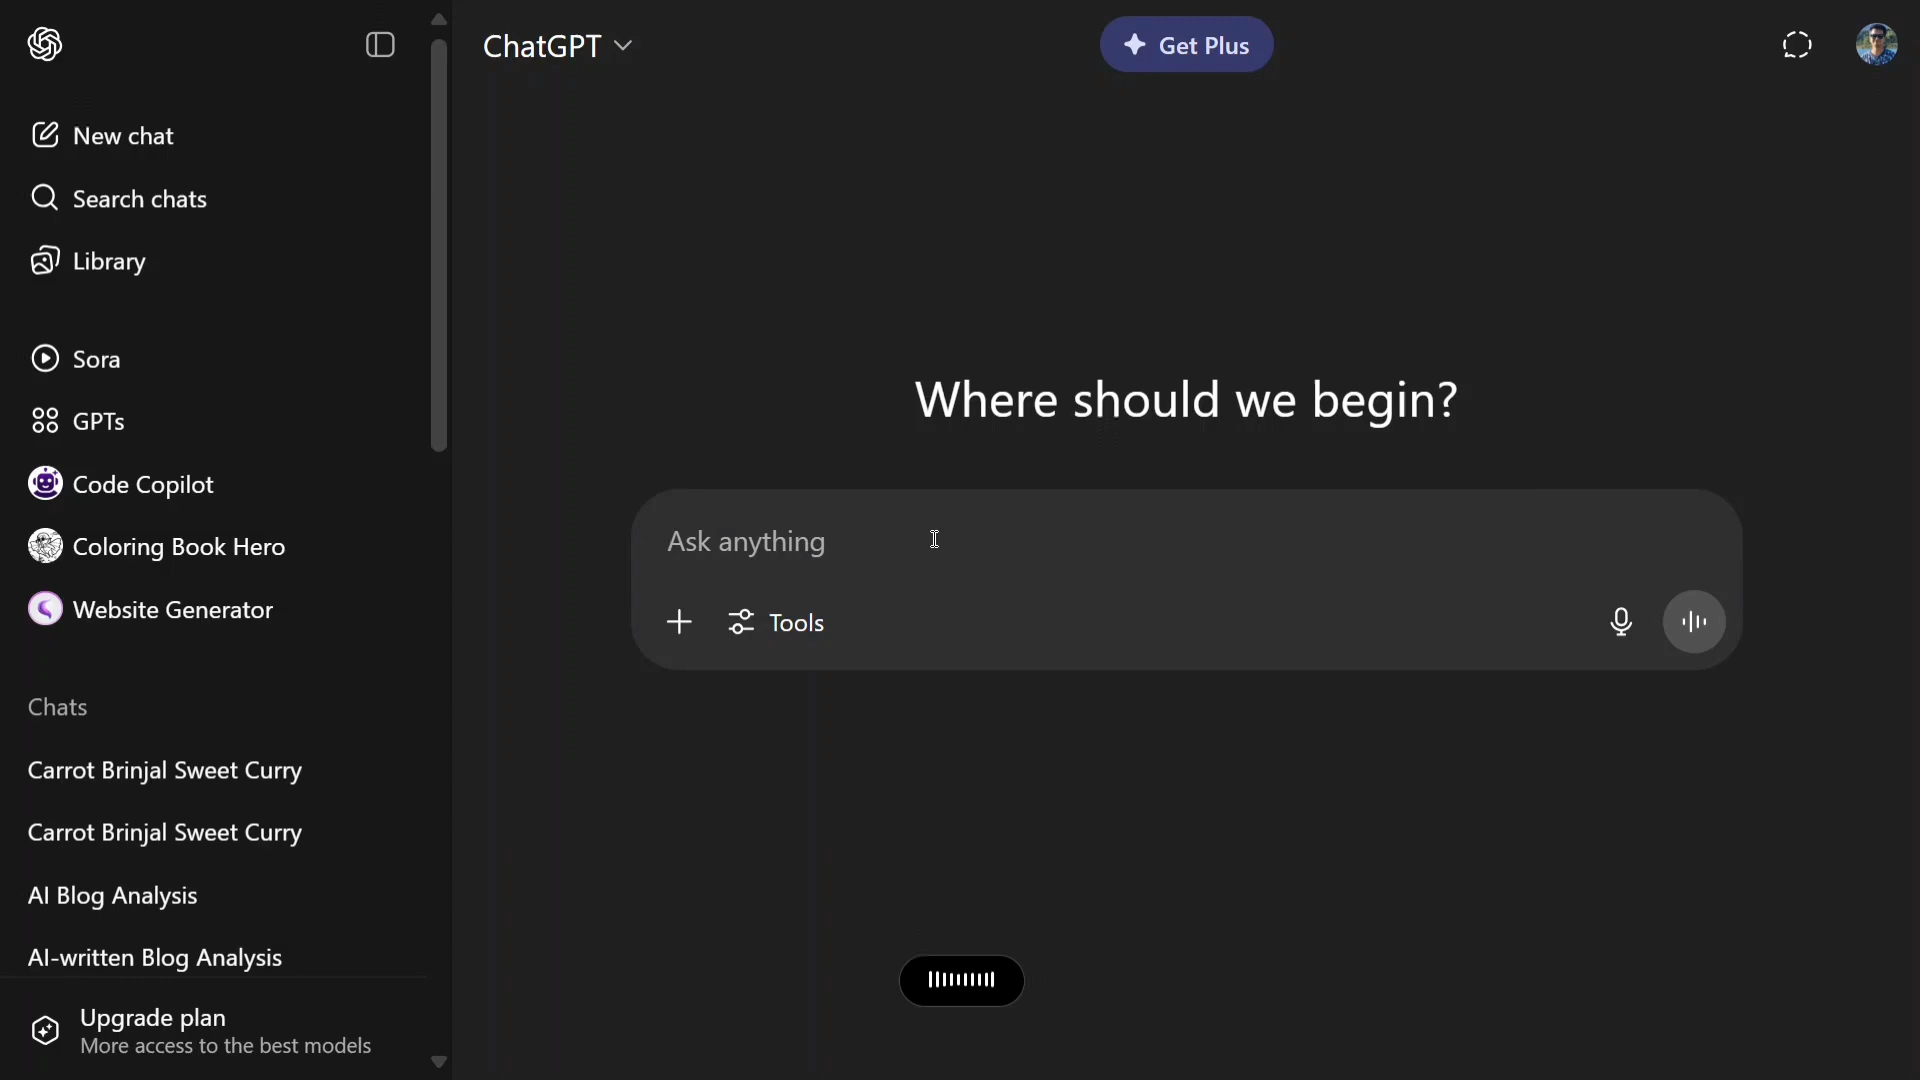 New chat
Search chats
Library
Sora
GPTs
Code Copilot
Coloring Book Hero
Website Generator
Chats
Carrot Brinjal Sweet Curry
Carrot Brinjal Sweet Curry
AI Blog Analysis
AI-written Blog Analysis
Upgrade plan
More access to the best models
ChatGPT
Get Plus
Where should we begin?
Ask anything
Tools